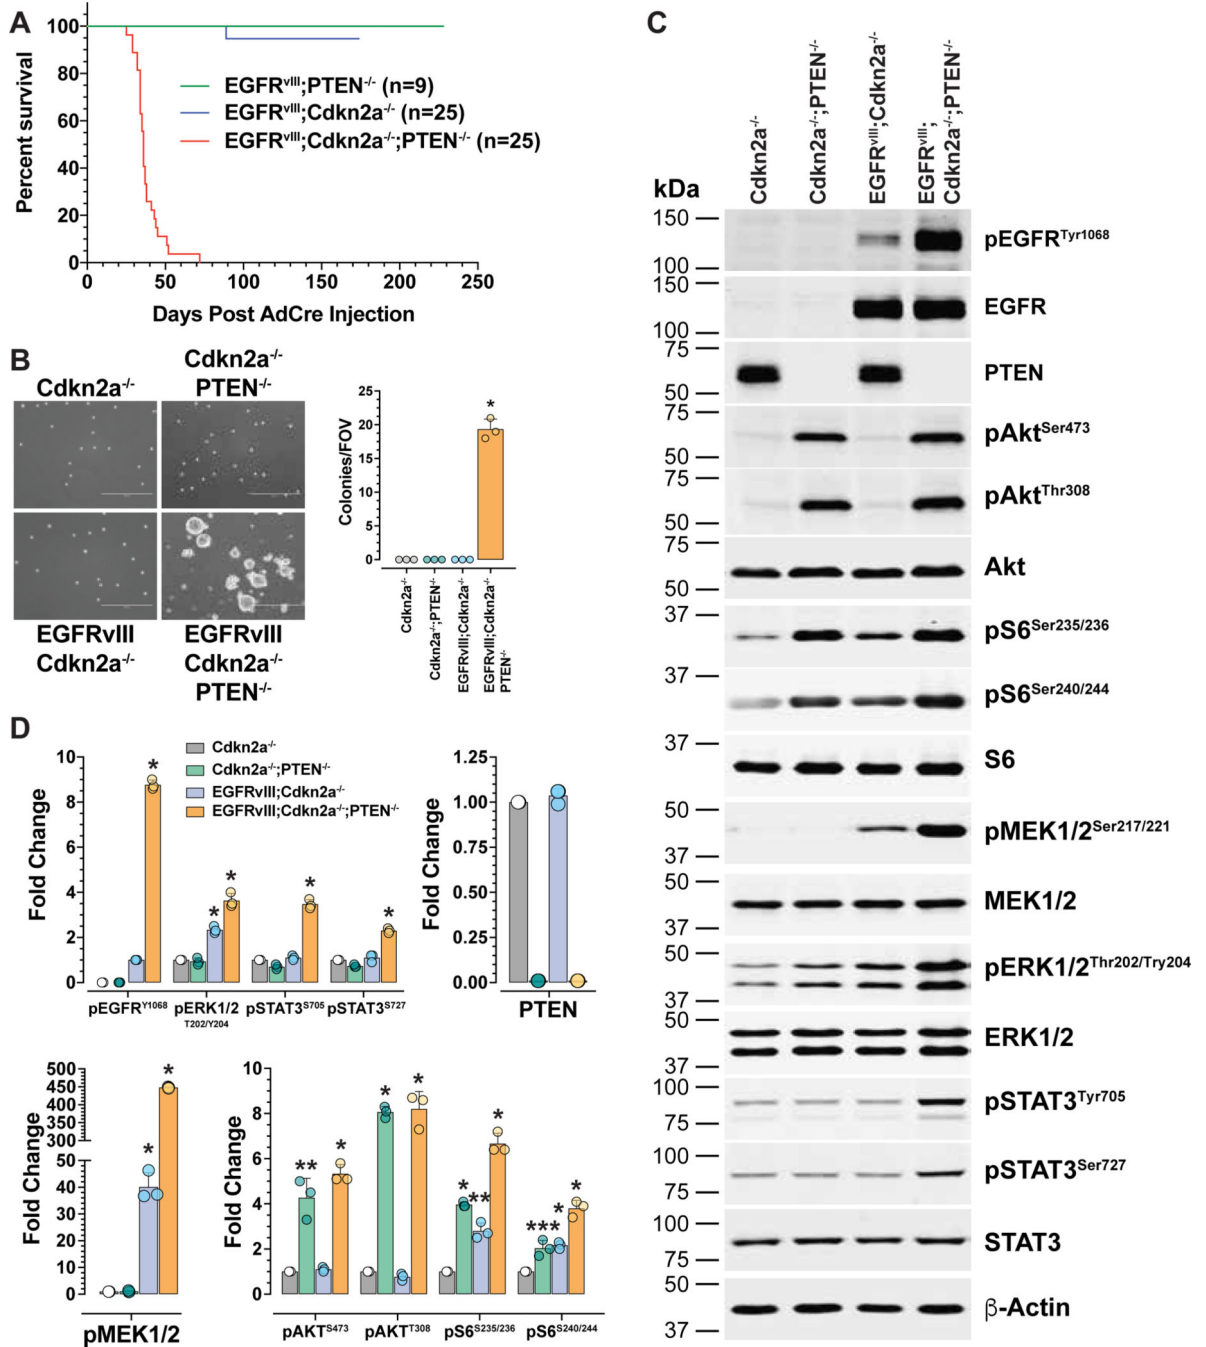 A
100
80
60
40
20
0
Percent survival
EGFRvIII;PTEN-/- (n=9)
EGFRvIII;Cdkn2a-/- (n=25)
EGFRvIII;Cdkn2a-/-;PTEN-/- (n=25)
0 50 100 150 200 250
Days Post AdCre Injection
B
Cdkn2a-/-
Cdkn2a-/-
PTEN-/-
EGFRvIII
Cdkn2a-/-
EGFRvIII
Cdkn2a-/-
PTEN-/-
25
20
15
10
5
0
Colonies/FOV
*
Cdkn2a-/-
Cdkn2a-/-;PTEN-/-
EGFRvIII;Cdkn2a-/-
EGFRvIII;Cdkn2a-/-
PTEN-/-
C
kDa
Cdkn2a-/-
Cdkn2a-/-;PTEN-/-
EGFRvIII;Cdkn2a-/-
EGFRvIII;
Cdkn2a-/-;PTEN-/-
150
100
pEGFRTyr1068
150
100
EGFR
75
50
PTEN
75
50
pAktSer473
75
50
pAktThr308
75
50
Akt
37
pS6Ser235/236
37
pS6Ser240/244
37
S6
50
37
pMEK1/2Ser217/221
50
37
MEK1/2
50
37
pERK1/2Thr202/Try204
50
37
ERK1/2
100
75
pSTAT3Tyr705
100
75
pSTAT3Ser727
100
75
STAT3
50
37
β-Actin
D
Cdkn2a-/-
Cdkn2a-/-;PTEN-/-
EGFRvIII;Cdkn2a-/-
EGFRvIII;Cdkn2a-/-;PTEN-/-
10
8
6
4
2
0
Fold Change
* * * * *
pEGFRY1068 pERK1/2 pSTAT3S705 pSTAT3S727
T202/Y204
1.25
1.00
0.75
0.50
0.25
0.00
Fold Change
PTEN
500
450
400
350
300
50
40
30
20
10
0
Fold Change
* *
pMEK1/2
10
8
6
4
2
0
Fold Change
** * * * * ** * *** * *
pAKTS473 pAKTT308 pS6S235/236 pS6S240/244